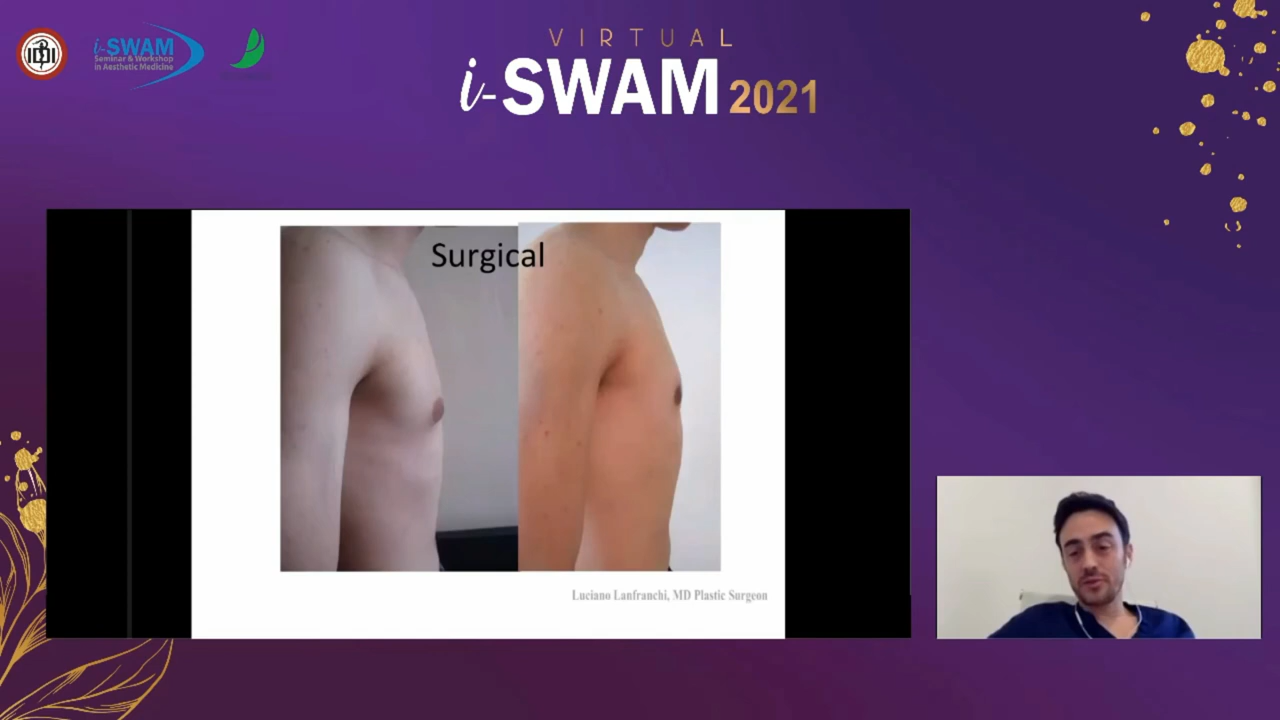 i-SWAM
Seminar & Workshop
in Aesthetic Medicine
VIRTUAL
i-SWAM 2021
Surgical
Luciano Lanfranchi, MD Plastic Surgeon